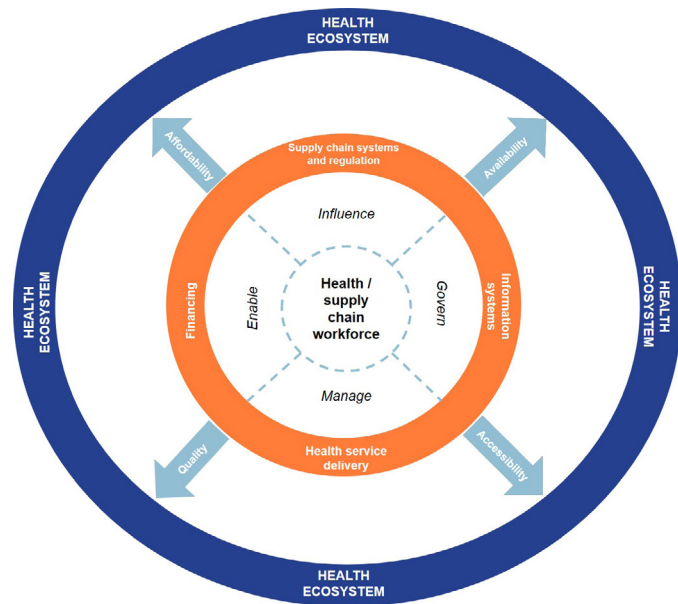 HEALTH
ECOSYSTEM
Affordability
Availability
Supply chain systems
and regulation
Influence
HEALTH
ECOSYSTEM
Financing
Enable
Health /
supply
chain
workforce
Govern
Information
systems
HEALTH
ECOSYSTEM
Manage
Health service
delivery
Quality
Accessibility
HEALTH
ECOSYSTEM